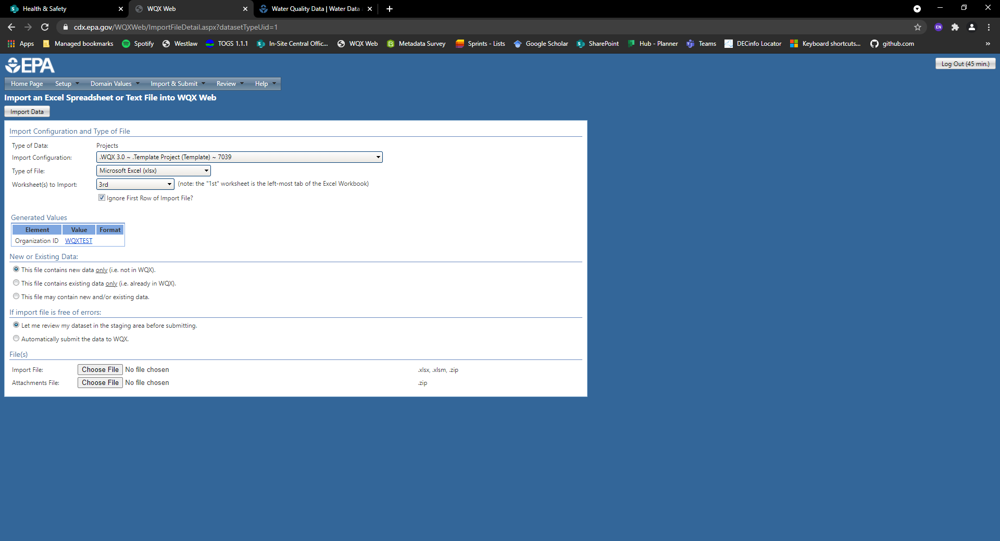 Health & Safety
WQX Web
Water Quality Data | Water Data
cdx.epa.gov/WQXWeb/ImportFileDetail.aspx?datasetTypeUid=1
EN
Apps
Managed bookmarks
Spotify
Westlaw
TOGS 1.1.1
In-Site Central Offic...
WQX Web
Metadata Survey
Sprints - Lists
Google Scholar
SharePoint
Hub - Planner
Teams
DECinfo Locator
Keyboard shortcuts...
github.com
»
EPA
Log Out (45 min.)
Home Page
Setup
Domain Values
Import & Submit
Review
Help
Import an Excel Spreadsheet or Text File into WQX Web
Import Data
Import Configuration and Type of File
Type of Data: Projects
Import Configuration: .WQX 3.0 ~ .Template Project (Template) ~ 7039
Type of File: Microsoft Excel (xlsx)
Worksheet(s) to Import: 3rd (note: the "1st" worksheet is the left-most tab of the Excel Workbook)
Ignore First Row of Import File?
Generated Values
Element Value Format
Organization ID WQXTEST
New or Existing Data:
This file contains new data only (i.e. not in WQX).
This file contains existing data only (i.e. already in WQX).
This file may contain new and/or existing data.
If import file is free of errors:
Let me review my dataset in the staging area before submitting.
Automatically submit the data to WQX.
File(s)
Import File: Choose File No file chosen .xlsx, .xlsm, .zip
Attachments File: Choose File No file chosen .zip